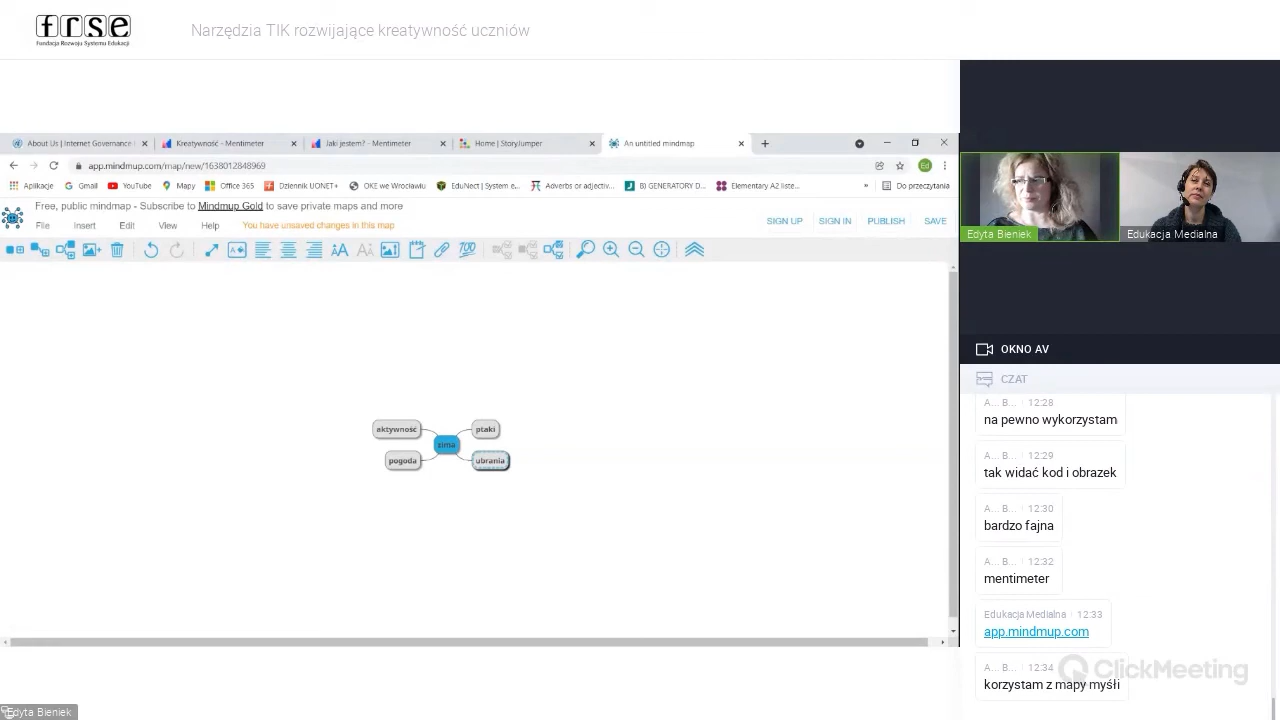 frse
Fundacja Rozwoju Systemu Edukacji
Narzędzia TIK rozwijające kreatywność uczniów
About Us | Internet Governance
Kreatywność - Mentimeter
Jaki jestem? - Mentimeter
Home | StoryJumper
An untitled mindmap
app.mindmup.com/map/new/1638012848969
Ed
Aplikacje
Gmail
YouTube
Mapy
Office 365
Dziennik UONET+
OKE we Wrocławiu
EduNect | System e...
Adverbs or adjectiv...
B) GENERATORY D...
Elementary A2 liste...
»
Do przeczytania
Free, public mindmap - Subscribe to Mindmup Gold to save private maps and more
File
Insert
Edit
View
Help
You have unsaved changes in this map
SIGN UP
SIGN IN
PUBLISH
SAVE
aktywność
ptaki
zima
pogoda
ubrania
Edyta Bieniek
Edukacja Medialna
OKNO AV
CZAT
A... B... 12:28
na pewno wykorzystam
A... B... 12:29
tak widać kod i obrazek
A... B... 12:30
bardzo fajna
A... B... 12:32
mentimeter
Edukacja Medialna 12:33
app.mindmup.com
A... B... 12:34
korzystam z mapy myśłi
ClickMeeting
Edyta Bieniek